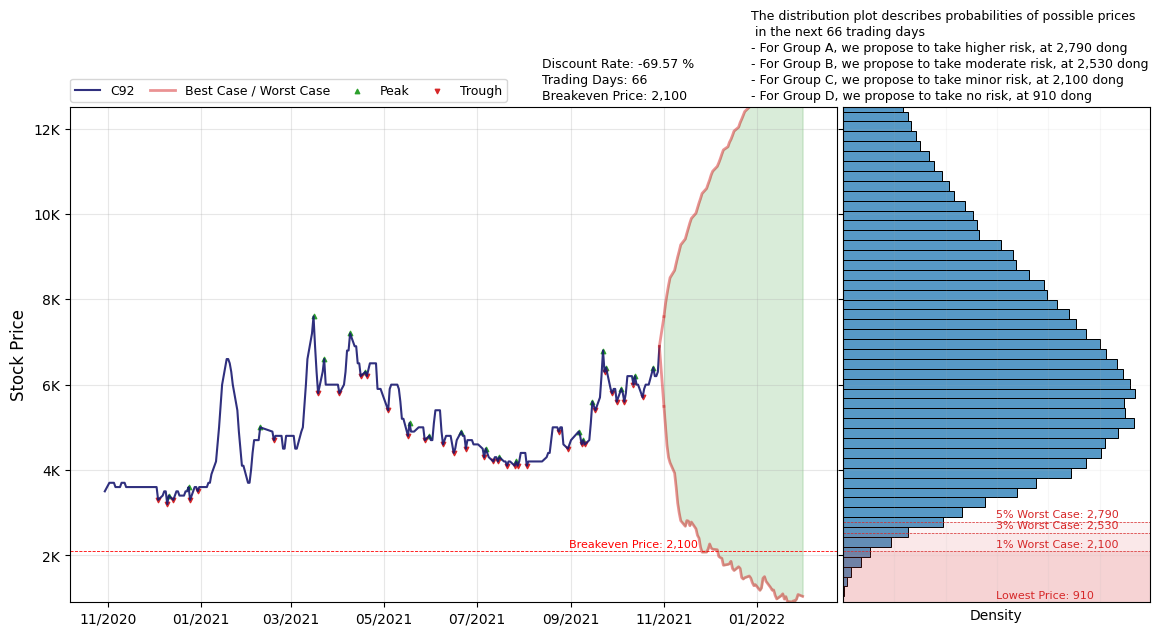 The distribution plot describes probabilities of possible prices
in the next 66 trading days
- For Group A, we propose to take higher risk, at 2,790 dong
- For Group B, we propose to take moderate risk, at 2,530 dong
- For Group C, we propose to take minor risk, at 2,100 dong
- For Group D, we propose to take no risk, at 910 dong
Discount Rate: -69.57 %
Trading Days: 66
Breakeven Price: 2,100
C92 Best Case / Worst Case Peak Trough
12K
10K
8K
6K
4K
2K
Stock Price
Breakeven Price: 2,100
5% Worst Case: 2,790
3% Worst Case: 2,530
1% Worst Case: 2,100
Lowest Price: 910
11/2020 01/2021 03/2021 05/2021 07/2021 09/2021 11/2021 01/2022
Density